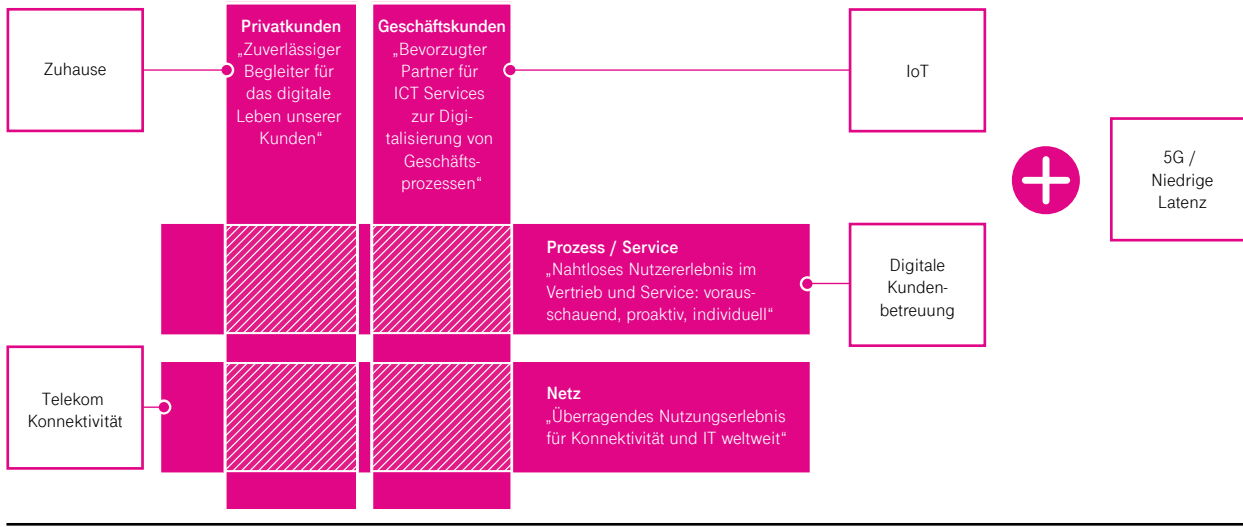 Zuhause
Privatkunden
„Zuverlässiger
Begleiter für
das digitale
Leben unserer
Kunden“
Geschäftskunden
„Bevorzugter
Partner für
ICT Services
zur Digi-
talisierung von
Geschäfts-
prozessen“
IoT
5G /
Niedrige
Latenz
Prozess / Service
„Nahtloses Nutzererlebnis im
Vertrieb und Service: voraus-
schauend, proaktiv, individuell“
Digitale
Kunden-
betreuung
Telekom
Konnektivität
Netz
„Überragendes Nutzungserlebnis
für Konnektivität und IT weltweit“